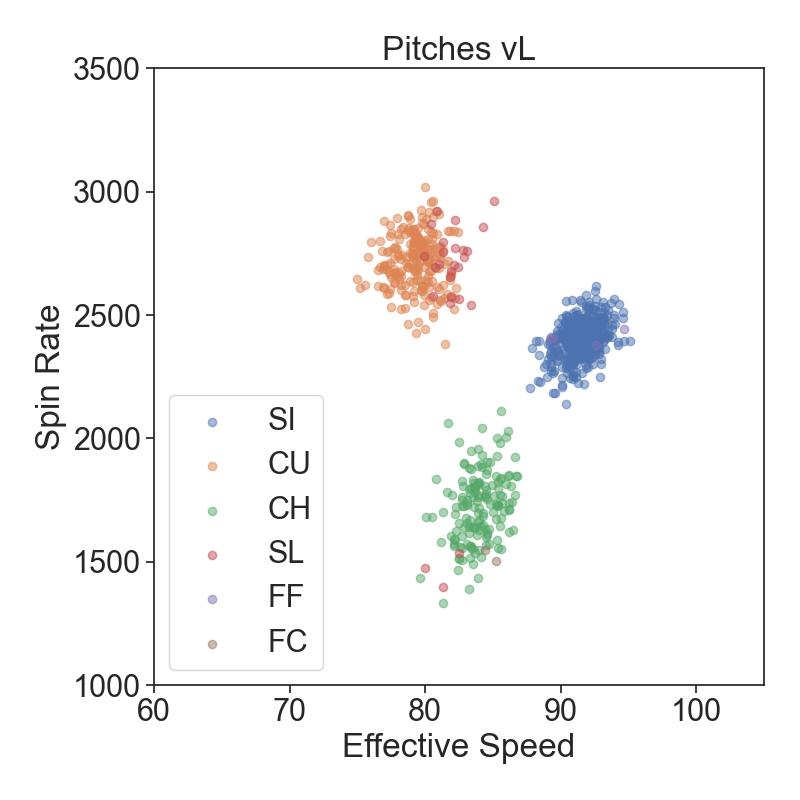 Pitches vL
3500
3000
2500
2000
1500
1000
Spin Rate
SI
CU
CH
SL
FF
FC
60 70 80 90 100
Effective Speed